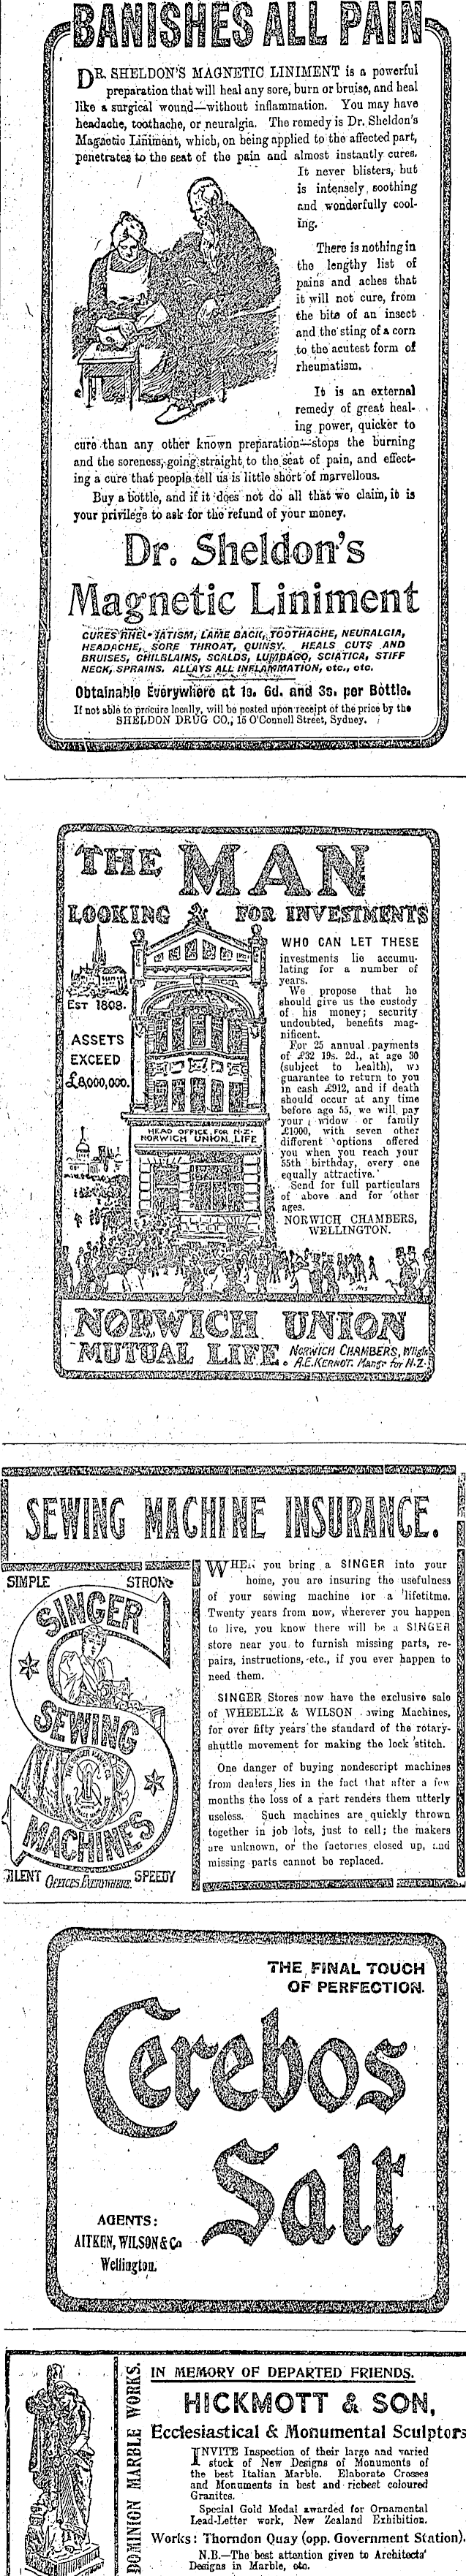 BANISHES ALL PAIN
DR. SHELDON'S MAGNETIC LINIMENT is a powerful
preparation that will heal any sore, burn or bruise, and heal
like a surgical wound—without inflammation. You may have
headache, toothache, or neuralgia. The remedy is Dr. Sheldon's
Magnetic Liniment, which, on being applied to the affected part,
penetrates to the seat of the pain and almost instantly cures.
It never blisters, but
is intensely soothing
and wonderfully cool-
ing.
There is nothing in
the lengthy list of
pains and aches that
it will not cure, from
the bite of an insect
and the sting of a corn
to the acutest form of
rheumatism.
It is an external
remedy of great heal-
ing power, quicker to
cure than any other known preparation—stops the burning
and the soreness, going straight to the seat of pain, and effect-
ing a cure that people tell us is little short of marvellous.
Buy a bottle, and if it does not do all that we claim, it is
your privilege to ask for the refund of your money.
Dr. Sheldon's
Magnetic Liniment
CURES RHEUMATISM, LAME BACK, TOOTHACHE, NEURALGIA,
HEADACHE, SORE THROAT, QUINSY. HEALS CUTS AND
BRUISES, CHILBLAINS, SCALDS, LUMBAGO, SCIATICA, STIFF
NECK, SPRAINS. ALLAYS ALL INFLAMMATION, etc., etc.
Obtainable Everywhere at 1s. 6d. and 3s. per Bottle.
If not able to procure locally, will be posted upon receipt of the price by the
SHELDON DRUG CO., 15 O'Connell Street, Sydney.
THE MAN
LOOKING FOR INVESTMENTS
EST 1808.
ASSETS
EXCEED
£8,000,000.
HEAD OFFICE FOR N·Z·
NORWICH UNION LIFE
WHO CAN LET THESE
investments lie accumu-
lating for a number of
years.
We propose that he
should give us the custody
of his money; security
undoubted, benefits mag-
nificent.
For 25 annual payments
of £32 19s. 2d., at age 30
(subject to health), we
guarantee to return to you
in cash £912, and if death
should occur at any time
before age 55, we will pay
your widow or family
£1000, with seven other
different options offered
you when you reach your
55th birthday, every one
equally attractive.
Send for full particulars
of above and for other
ages.
NORWICH CHAMBERS,
WELLINGTON.
NORWICH UNION
MUTUAL LIFE. NORWICH CHAMBERS, Wlgtn
A.E. KERNOT. Mangr for N·Z·
SEWING MACHINE INSURANCE.
SIMPLE STRONG
SINGER
SEWING
MACHINES
SILENT OFFICES EVERYWHERE. SPEEDY
WHEN you bring a SINGER into your
home, you are insuring the usefulness
of your sewing machine for a lifetitme.
Twenty years from now, wherever you happen
to live, you know there will be a SINGER
store near you to furnish missing parts, re-
pairs, instructions, etc., if you ever happen to
need them.
SINGER Stores now have the exclusive sale
of WHEELER & WILSON Sewing Machines,
for over fifty years the standard of the rotary-
shuttle movement for making the lock stitch.
One danger of buying nondescript machines
from dealers lies in the fact that after a few
months the loss of a part renders them utterly
useless. Such machines are quickly thrown
together in job lots, just to sell; the makers
are unknown, or the factories closed up, and
missing parts cannot be replaced.
THE FINAL TOUCH
OF PERFECTION.
Cerebos
Salt
AGENTS:
AITKEN, WILSON & Co
Wellington.
DOMINION MARBLE WORKS.
IN MEMORY OF DEPARTED FRIENDS.
HICKMOTT & SON,
Ecclesiastical & Monumental Sculptors
INVITE Inspection of their large and varied
stock of New Designs of Monuments of
the best Italian Marble. Elaborate Crosses
and Monuments in best and richest coloured
Granites.
Special Gold Medal awarded for Ornamental
Lead-Letter work, New Zealand Exhibition.
Works: Thorndon Quay (opp. Government Station).
N.B.—The best attention given to Architects'
Designs in Marble, etc.